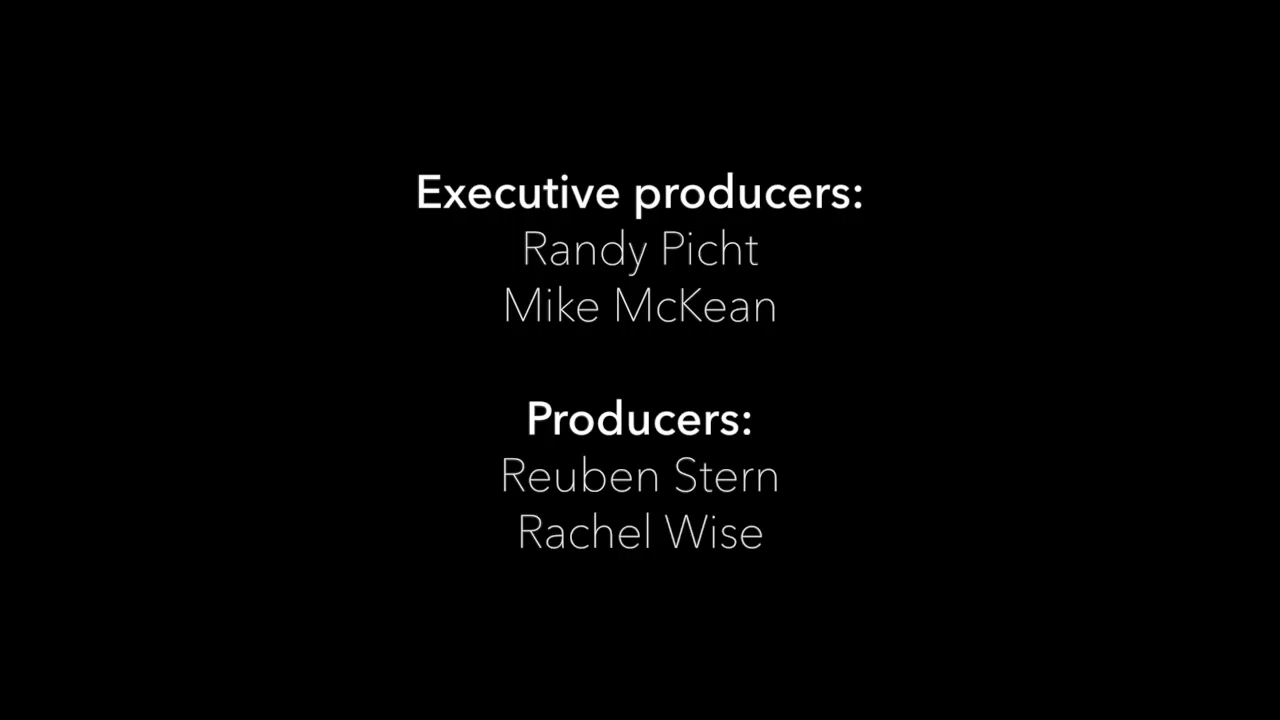 Executive producers:
Randy Picht
Mike McKean
Producers:
Reuben Stern
Rachel Wise